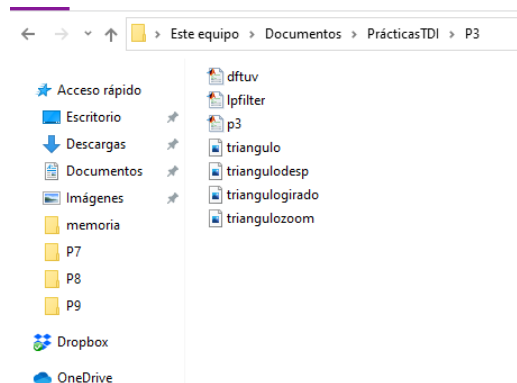 Este equipo > Documentos > PrácticasTDI > P3
Acceso rápido
Escritorio
Descargas
Documentos
Imágenes
memoria
P7
P8
P9
Dropbox
OneDrive
dftuv
lpfilter
p3
triangulo
triangulodesp
triangulogirado
triangulozoom